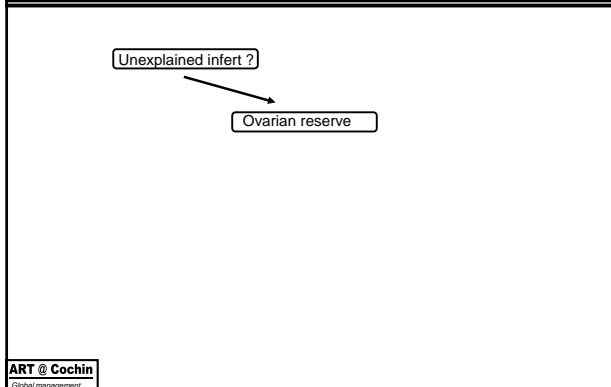 Unexplained infert ?
Ovarian reserve
ART @ Cochin
Global management